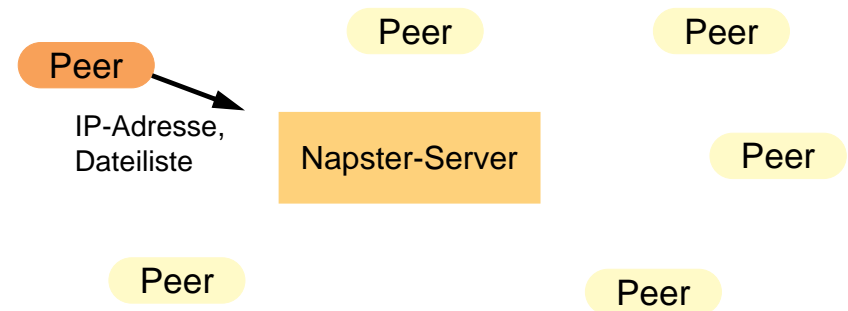 Peer
Peer
Peer
IP-Adresse,
Dateiliste
Napster-Server
Peer
Peer
Peer